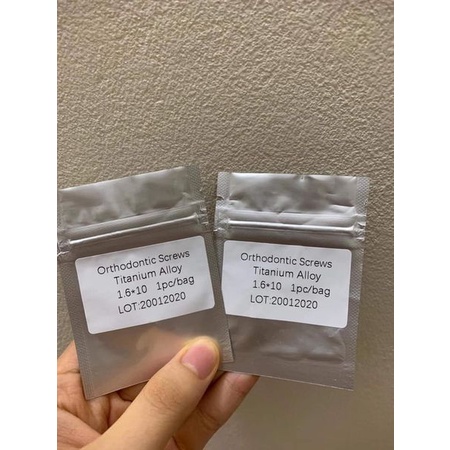 Orthodontic Screws
Titanium Alloy
1.6*10 1pc/bag
LOT:20012020
Orthodontic Screws
Titanium Alloy
1.6*10 1pc/bag
LOT:20012020